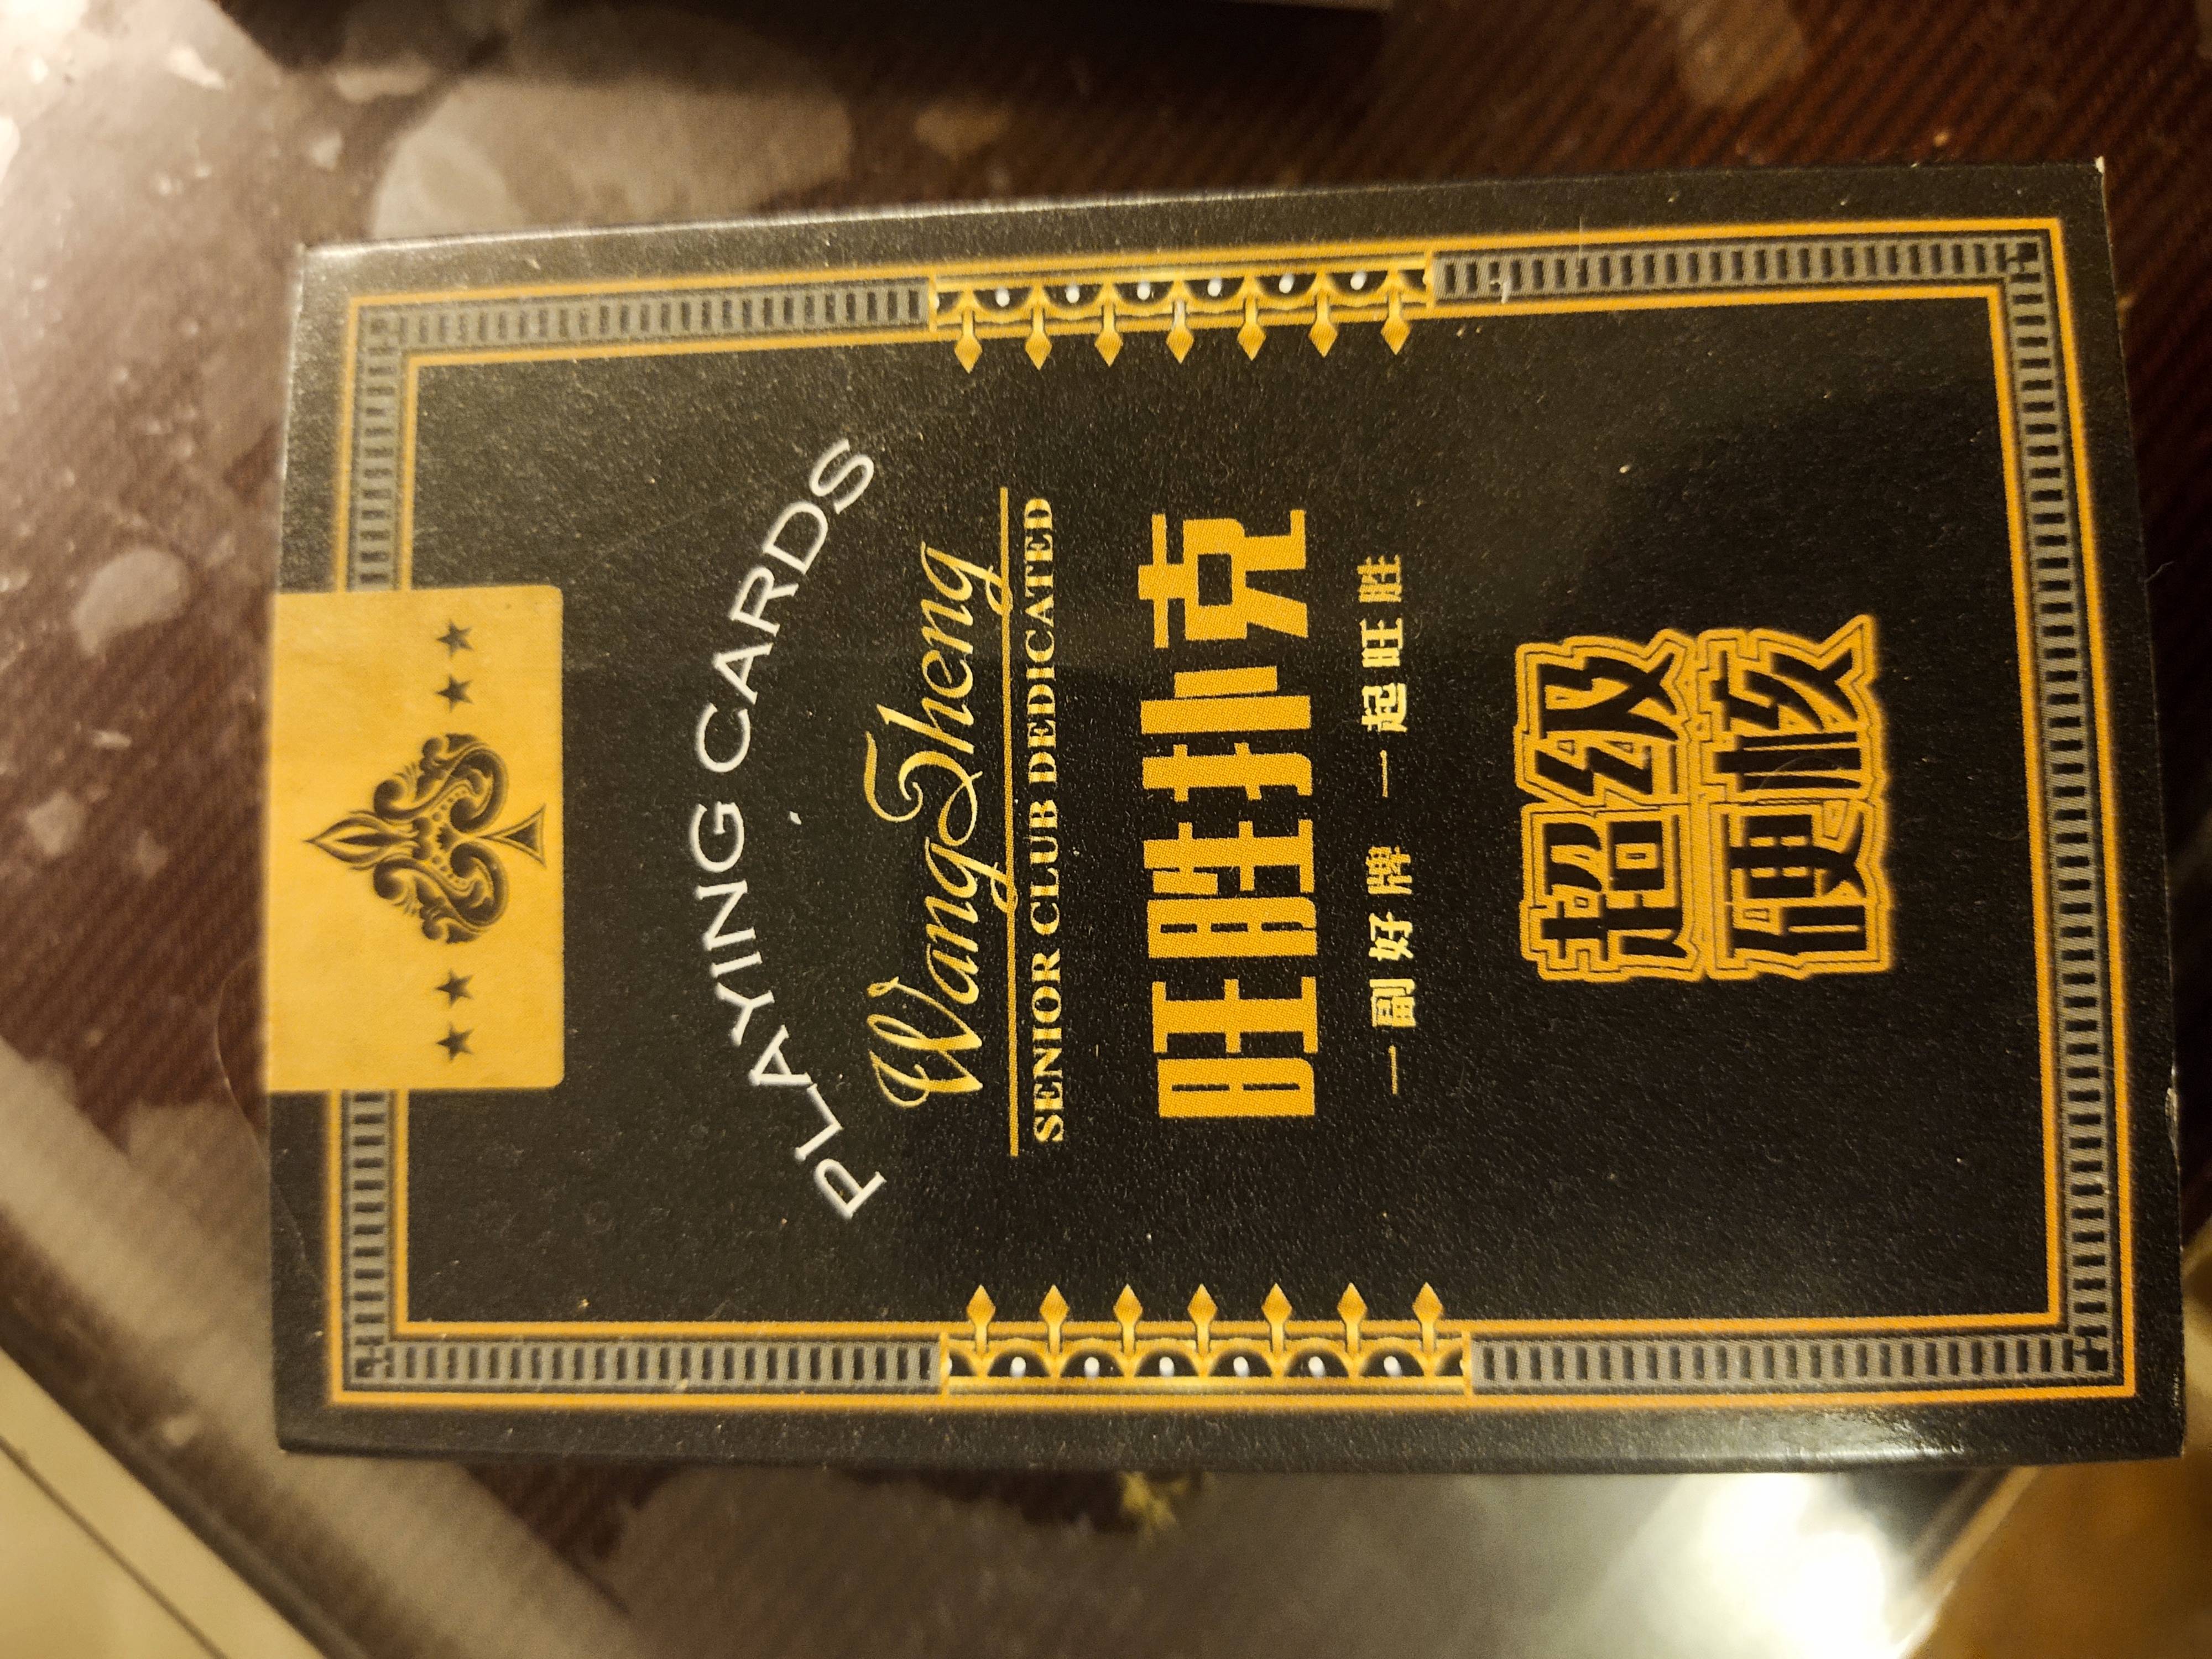 PLAYING CARDS
WangSheng
SENIOR CLUB DEDICATED
旺胜扑克
一副好牌 一起旺胜
超级
硬校